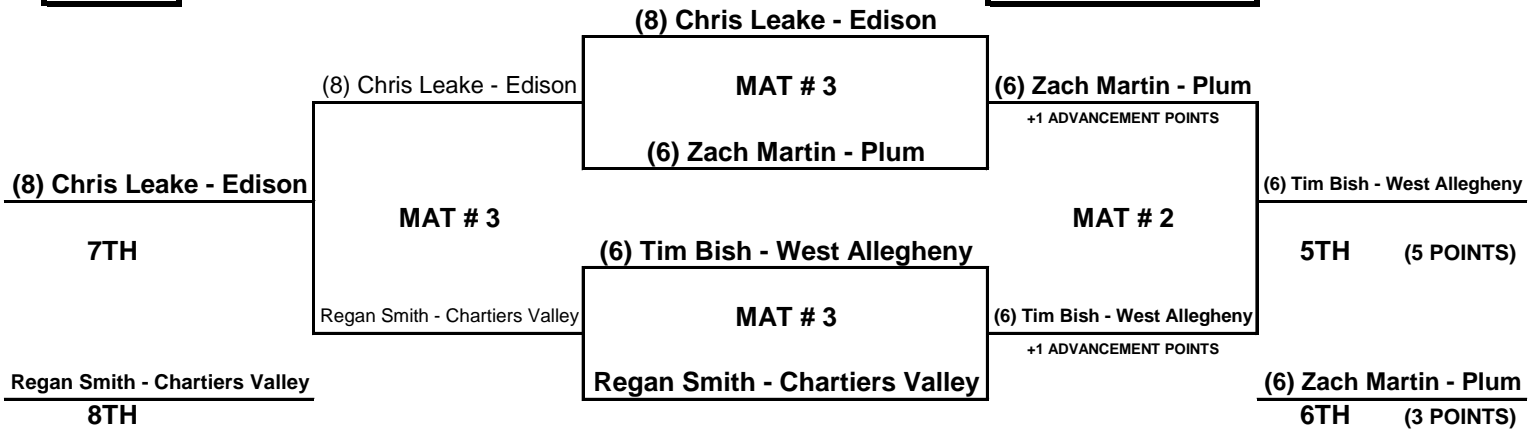 (8) Chris Leake - Edison
(8) Chris Leake - Edison
MAT # 3
(6) Zach Martin - Plum
+1 ADVANCEMENT POINTS
(6) Zach Martin - Plum
(8) Chris Leake - Edison
(6) Tim Bish - West Allegheny
MAT # 3
MAT # 2
7TH
(6) Tim Bish - West Allegheny
5TH (5 POINTS)
Regan Smith - Chartiers Valley
MAT # 3
(6) Tim Bish - West Allegheny
+1 ADVANCEMENT POINTS
Regan Smith - Chartiers Valley
Regan Smith - Chartiers Valley
(6) Zach Martin - Plum
8TH
6TH (3 POINTS)